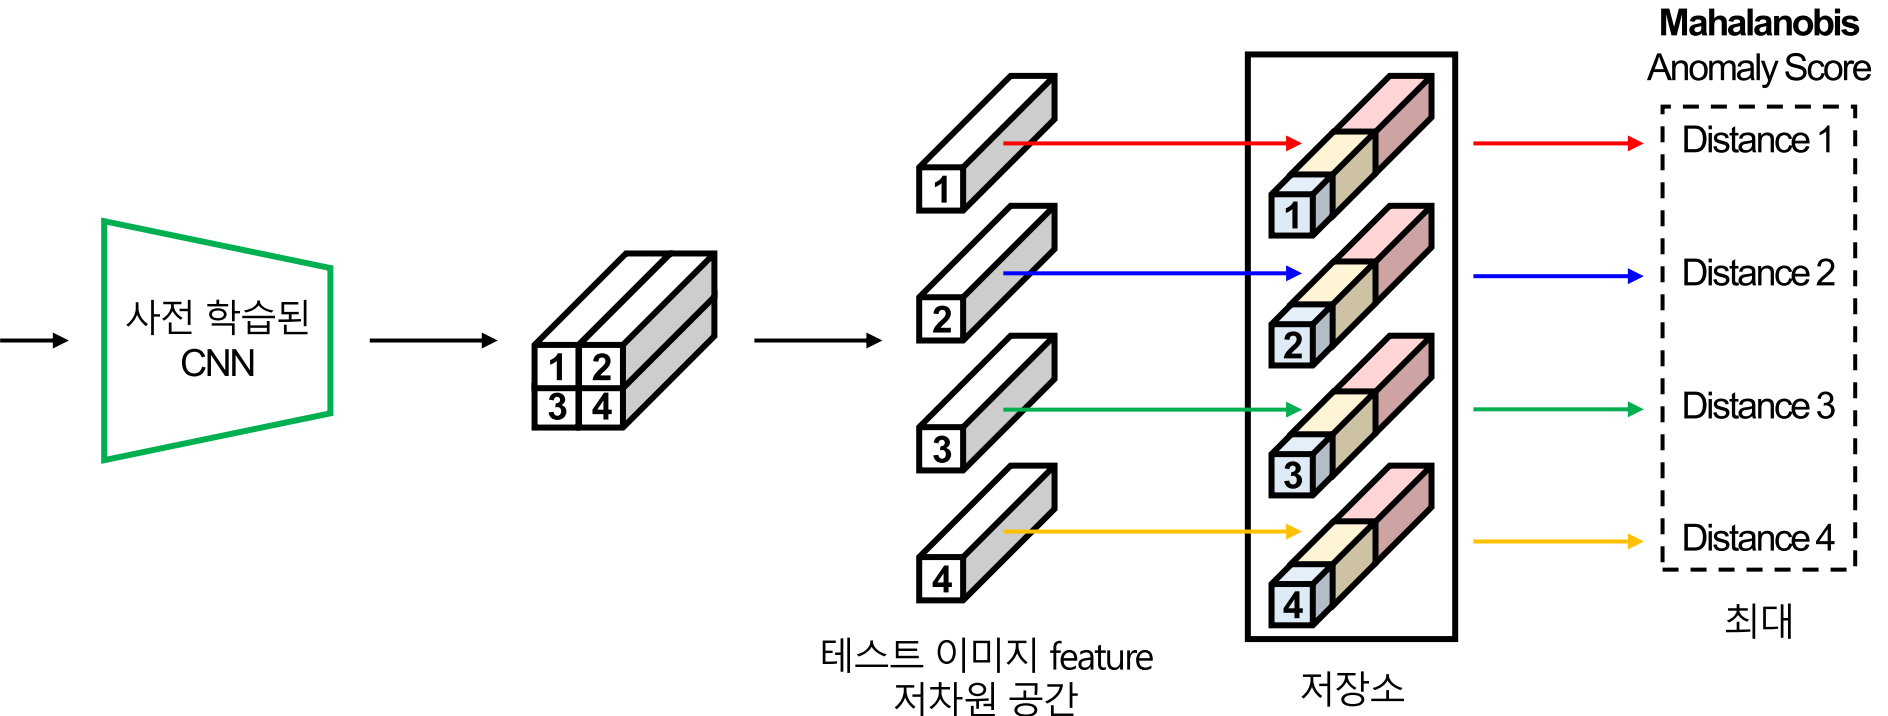 Mahalanobis
Anomaly Score
사전 학습된
CNN
1 2
3 4
1
2
3
4
테스트 이미지 feature
저차원 공간
1
2
3
4
저장소
Distance 1
Distance 2
Distance 3
Distance 4
최대